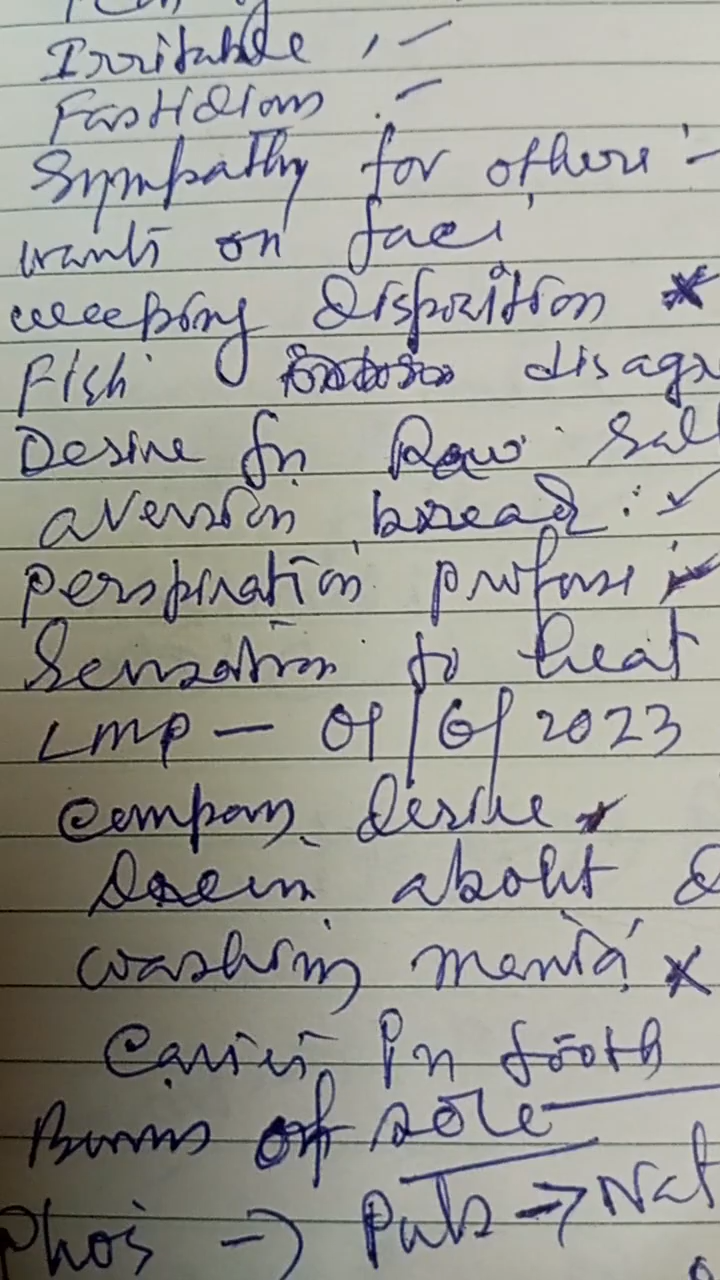 Irritable , -
Fastidious . -
Sympathy for others -
warts on face
weeping disposition x
Fish disagr
Desire for Raw Sal
aversion bread : ✓
perspiration profuse ; ✓
Sensation to heat
LMP - 01/6/2023
Company desire
about
washing mania x
Caries in tooth
Burns of sole
Phos -> Puls -> Nat